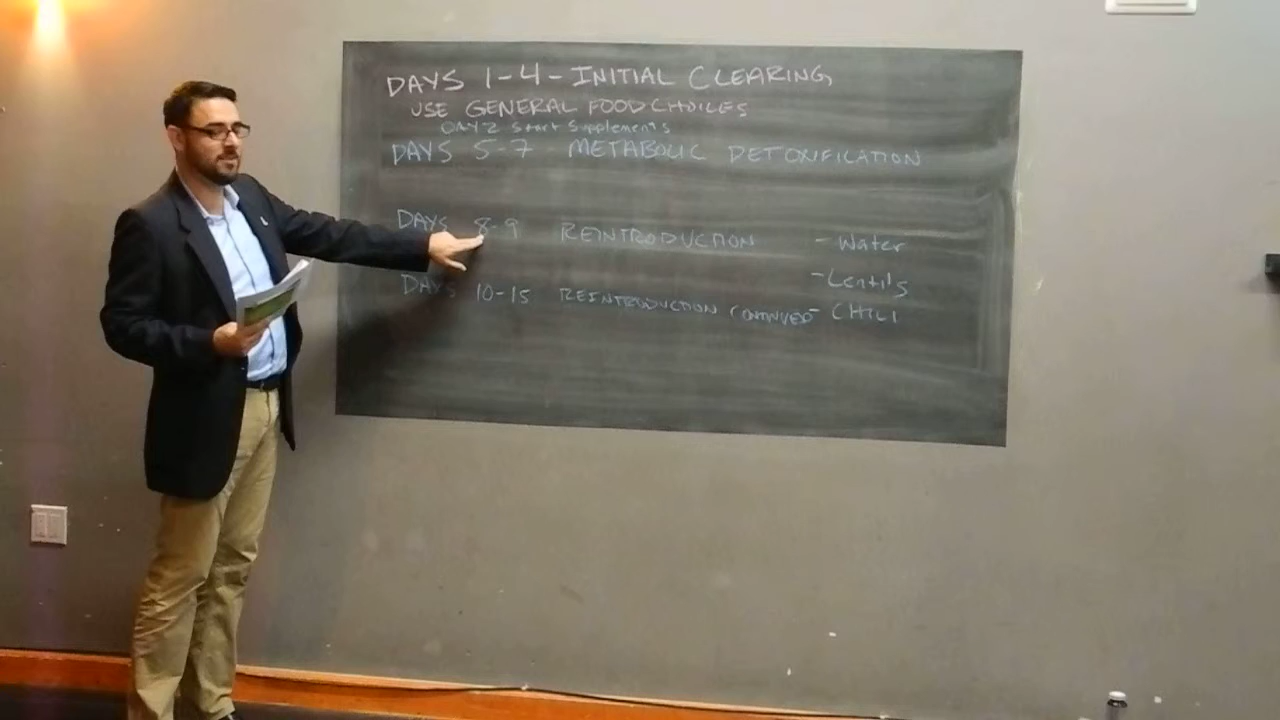 DAYS 1-4 - INITIAL CLEARING,
USE GENERAL FOOD CHOICES
DAY 2 Start Supplements
DAYS 5-7 - METABOLIC DETOXIFICATION
DAYS 8-9 REINTRODUCTION - Water
- Lentils
DAYS 10-15 REINTRODUCTION CONTINUED - CHILI